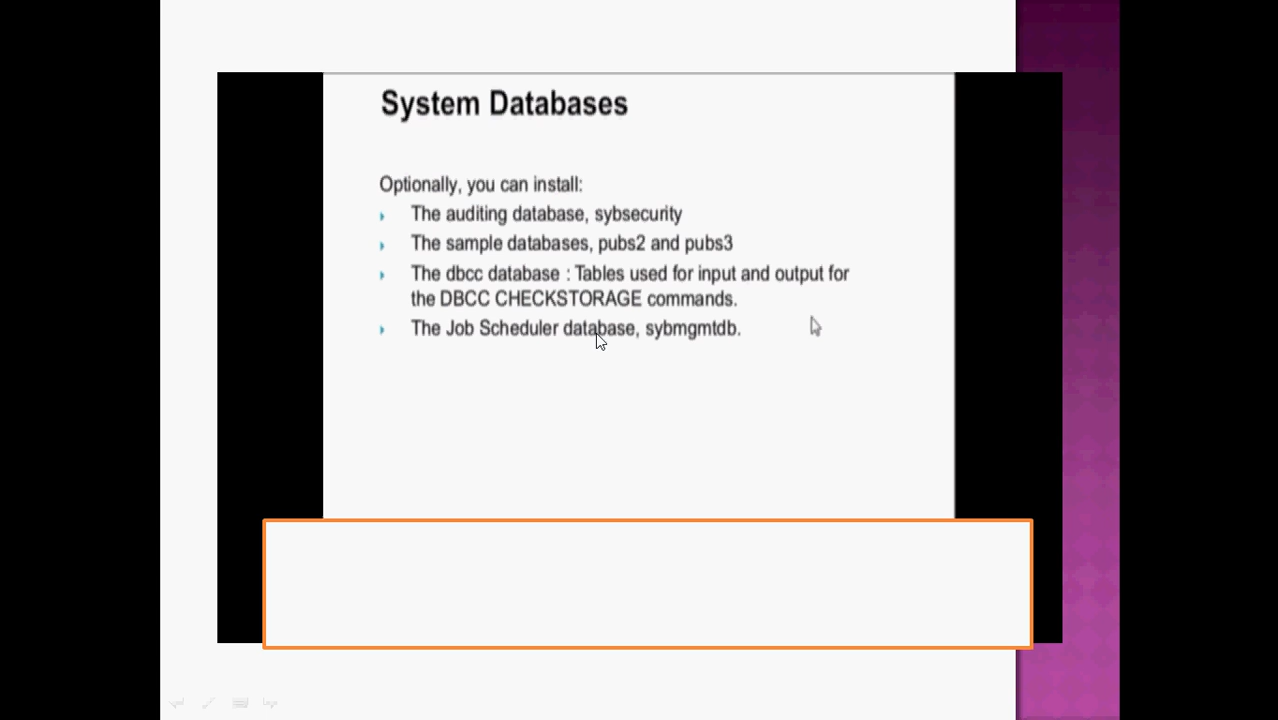 System Databases
Optionally, you can install:
The auditing database, sybsecurity
The sample databases, pubs2 and pubs3
The dbcc database : Tables used for input and output for
the DBCC CHECKSTORAGE commands.
The Job Scheduler database, sybmgmtdb.